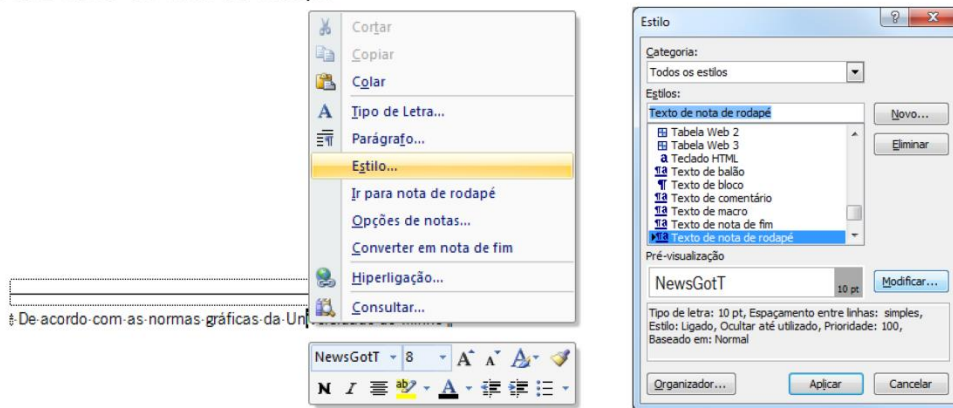 Cortar
Copiar
Colar
Tipo de Letra...
Parágrafo...
Estilo...
Ir para nota de rodapé
Opções de notas...
Converter em nota de fim
Hiperligação...
Consultar...
De·acordo·com·as·normas·gráficas·da·Un
NewsGotT 8
N I
Estilo
Categoria:
Todos os estilos
Estilos:
Texto de nota de rodapé
Novo...
Eliminar
Tabela Web 2
Tabela Web 3
Teclado HTML
Texto de balão
Texto de bloco
Texto de comentário
Texto de macro
Texto de nota de fim
Texto de nota de rodapé
Pré-visualização
NewsGotT
10 pt
Modificar...
Tipo de letra: 10 pt, Espaçamento entre linhas: simples,
Estilo: Ligado, Ocultar até utilizado, Prioridade: 100,
Baseado em: Normal
Organizador...
Aplicar
Cancelar